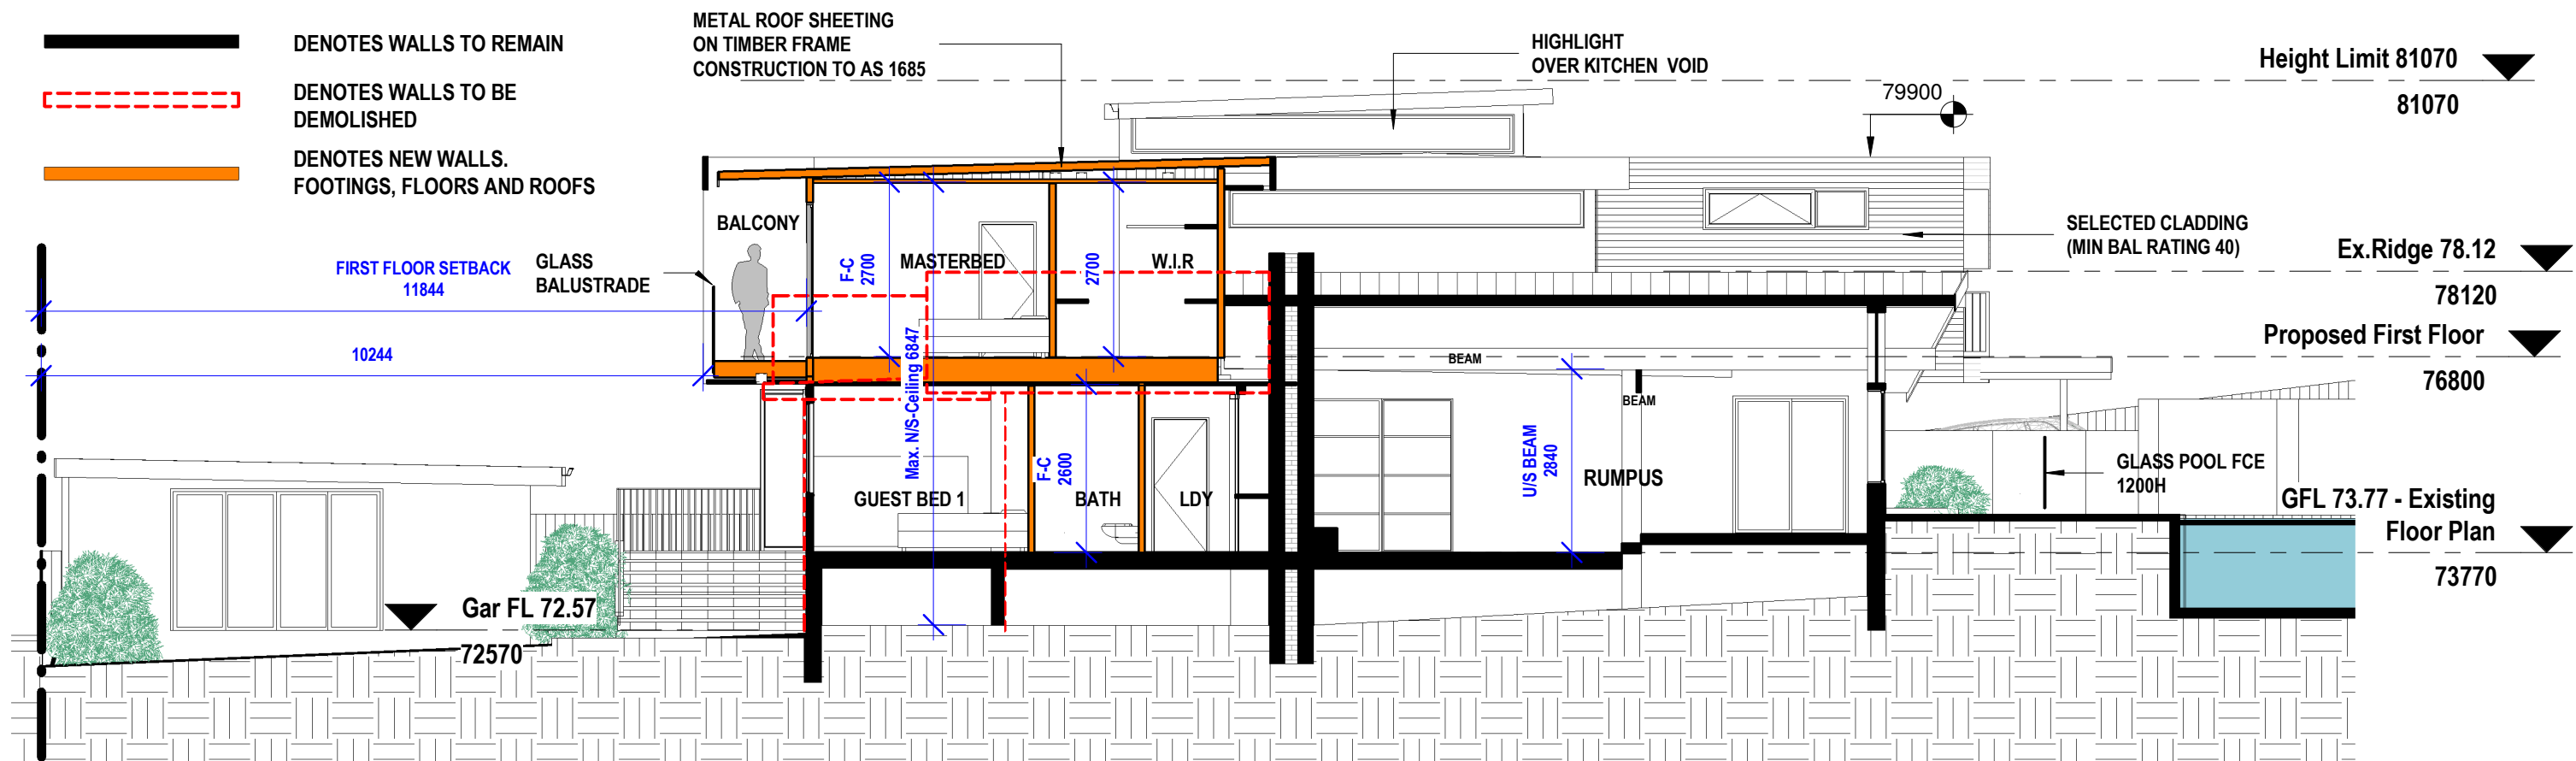 DENOTES WALLS TO REMAIN
DENOTES WALLS TO BE
DEMOLISHED
DENOTES NEW WALLS.
FOOTINGS, FLOORS AND ROOFS
METAL ROOF SHEETING
ON TIMBER FRAME
CONSTRUCTION TO AS 1685
HIGHLIGHT
OVER KITCHEN VOID
79900
Height Limit 81070
81070
SELECTED CLADDING
(MIN BAL RATING 40)
Ex.Ridge 78.12
78120
Proposed First Floor
76800
FIRST FLOOR SETBACK
11844
10244
GLASS
BALUSTRADE
BALCONY
F-C
2700
MASTERBED
2700
W.I.R
Max. N/S-Ceiling 6847
BEAM
BEAM
GUEST BED 1
F-C
2600
BATH
LDY
U/S BEAM
2840
RUMPUS
GLASS POOL FCE
1200H
GFL 73.77 - Existing
Floor Plan
73770
Gar FL 72.57
72570